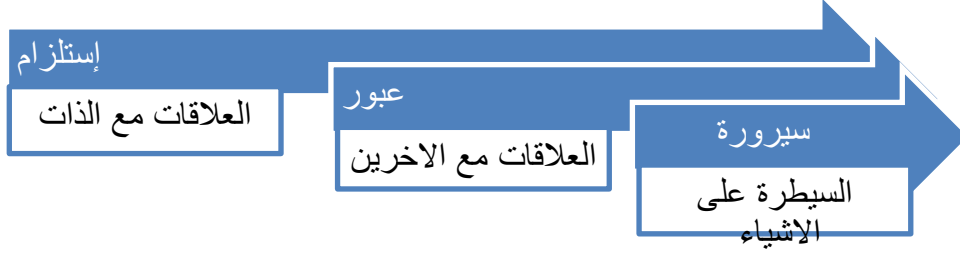 إستلزام
العلاقات مع الذات
عبور
العلاقات مع الاخرين
سيرورة
السيطرة على
الاشياء